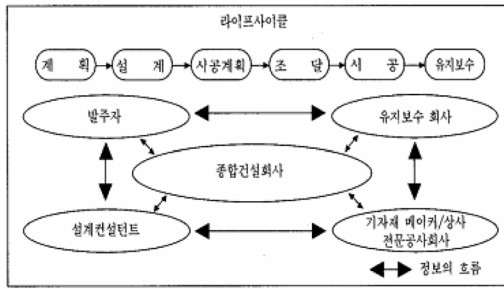 라이프사이클
계 획
설 계
시공계획
조 달
시 공
유지보수
발주자
유지보수 회사
종합건설회사
설계컨설턴트
기자재 메이커/상사
전문공사회사
정보의 흐름